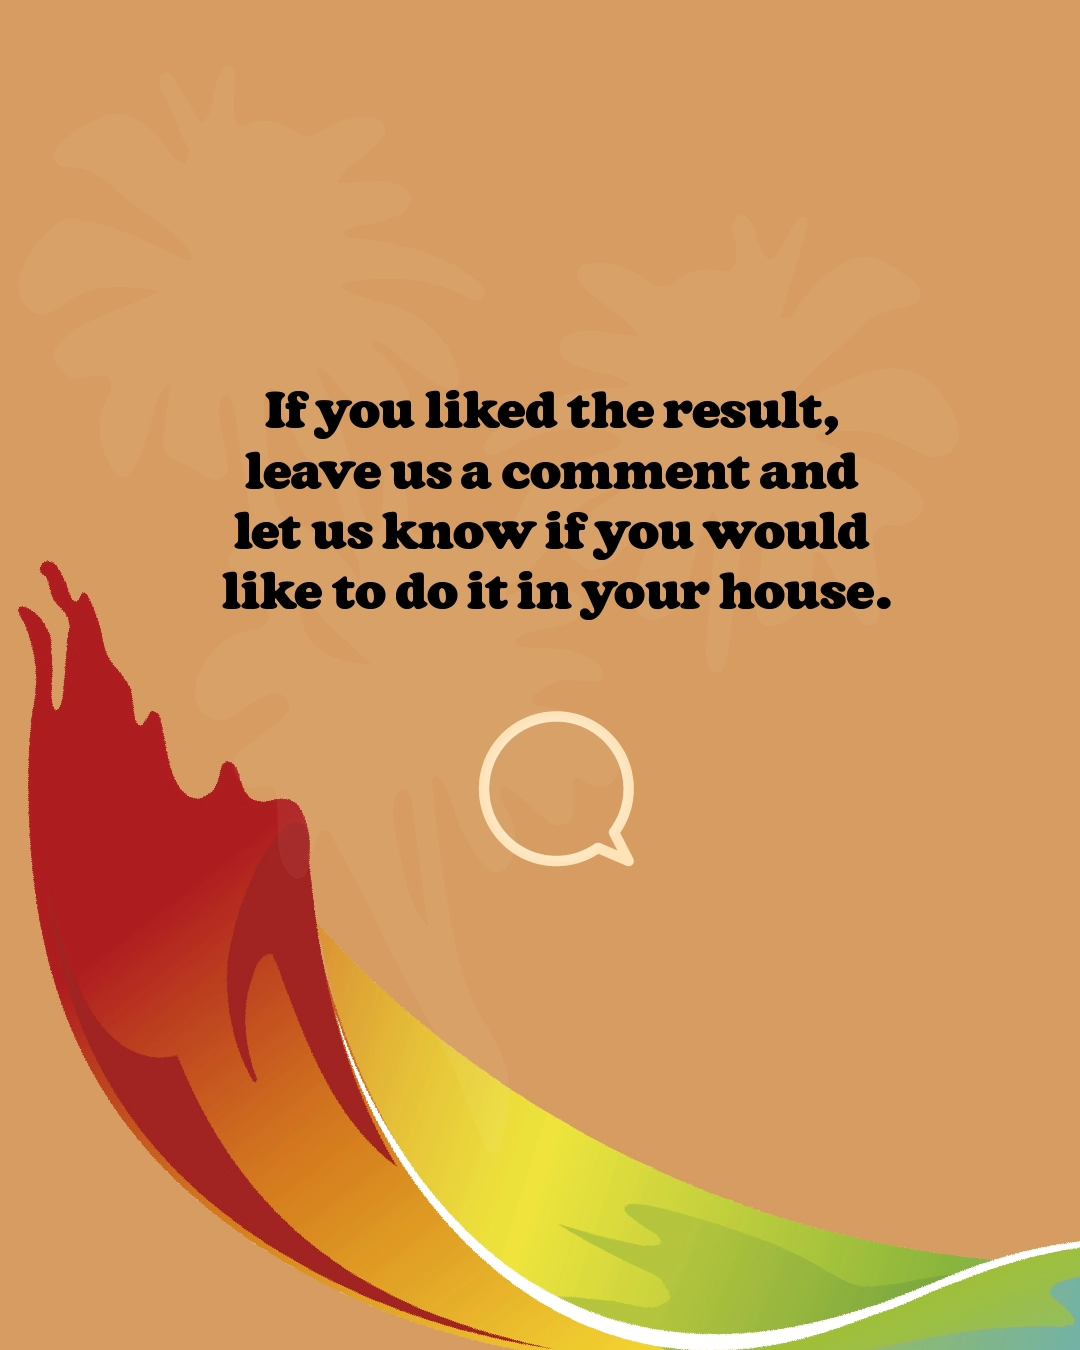 If you liked the result,
leave us a comment and
let us know if you would
like to do it in your house.